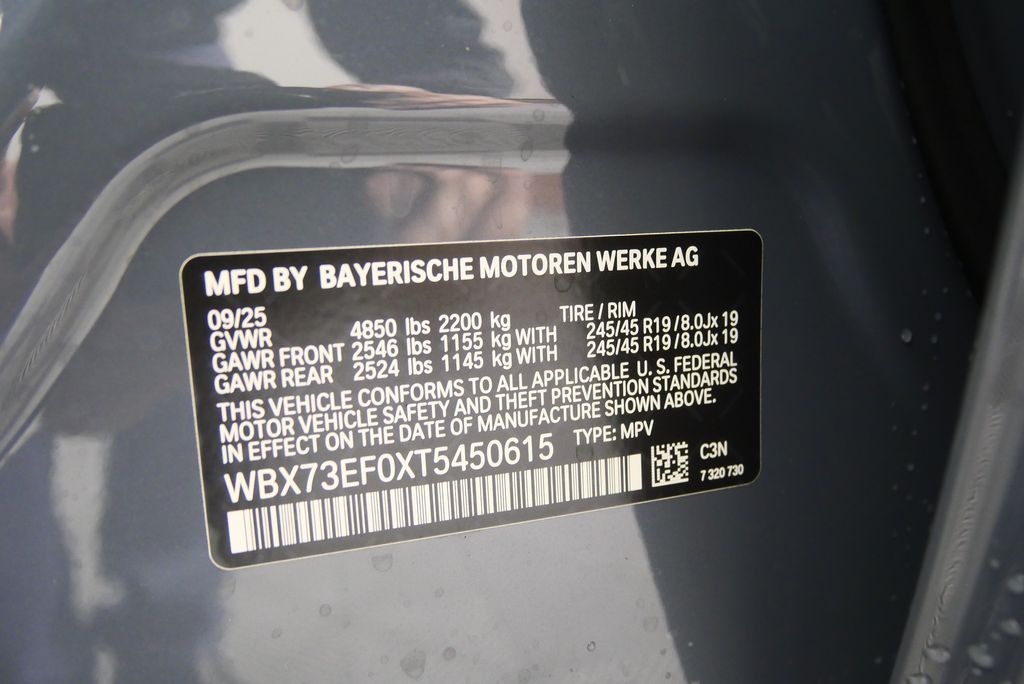 MFD BY BAYERISCHE MOTOREN WERKE AG
09/25 TIRE / RIM
GVWR 4850 lbs 2200 kg
GAWR FRONT 2546 lbs 1155 kg WITH 245/45 R19 /8.0Jx 19
GAWR REAR 2524 lbs 1145 kg WITH 245/45 R19 /8.0Jx 19
THIS VEHICLE CONFORMS TO ALL APPLICABLE U. S. FEDERAL
MOTOR VEHICLE SAFETY AND THEFT PREVENTION STANDARDS
IN EFFECT ON THE DATE OF MANUFACTURE SHOWN ABOVE.
WBX73EF0XT5450615 TYPE: MPV
C3N
7 320 730